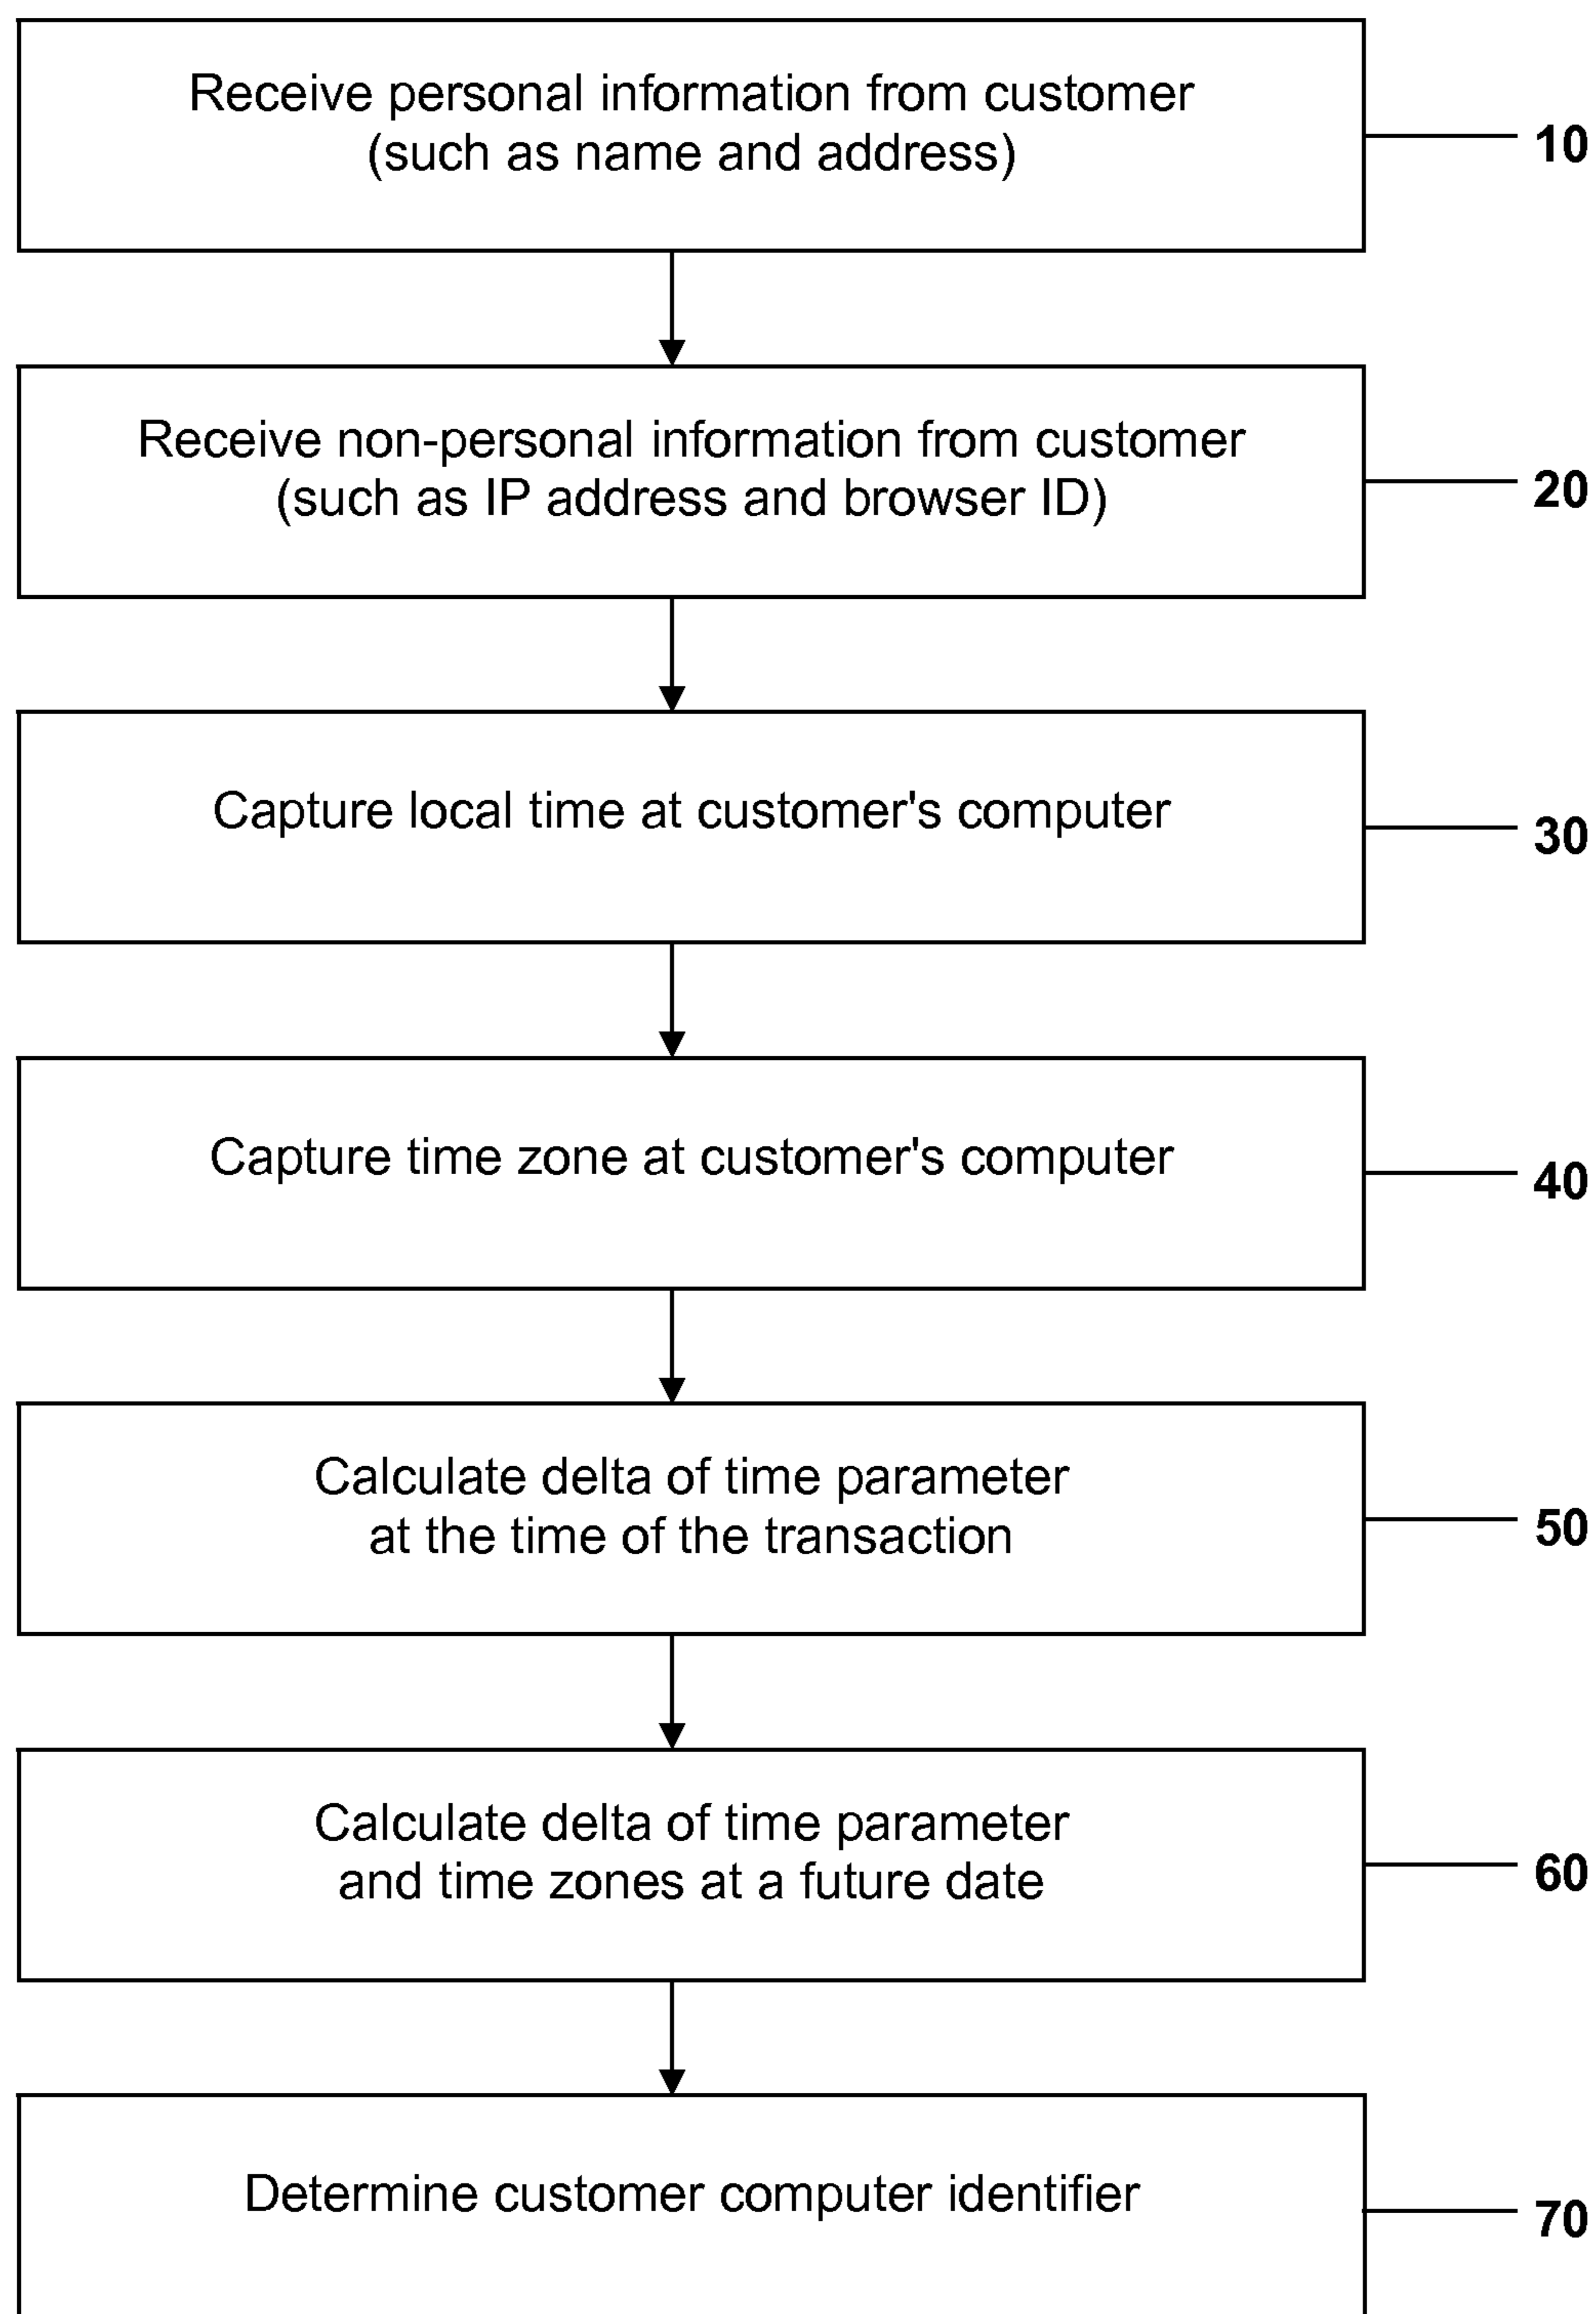 Receive personal information from customer
(such as name and address)
10
Receive non-personal information from customer
(such as IP address and browser ID)
20
Capture local time at customer's computer
30
Capture time zone at customer's computer
40
Calculate delta of time parameter
at the time of the transaction
50
Calculate delta of time parameter
and time zones at a future date
60
Determine customer computer identifier
70